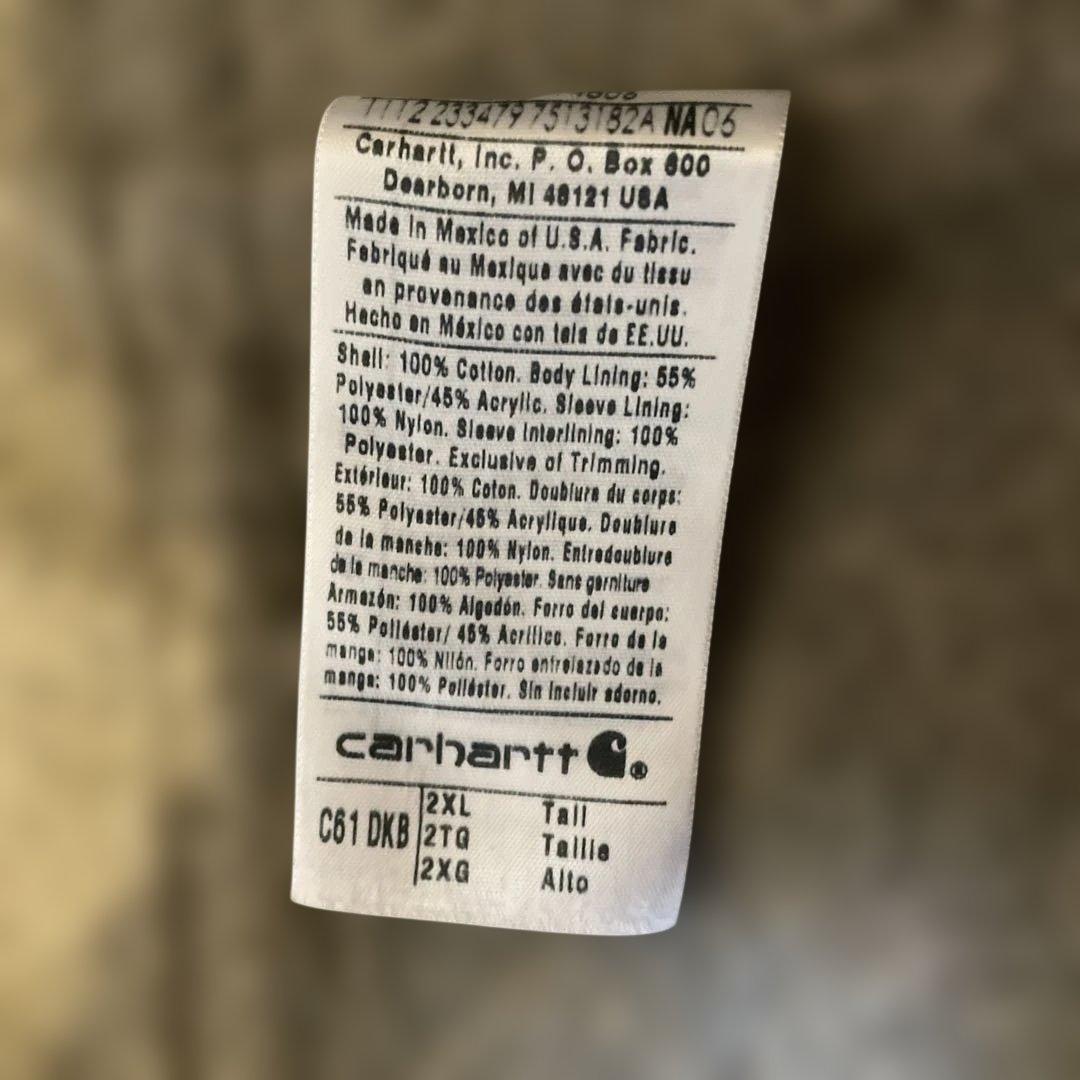 1112 233479 7513182A NA06
Carhartt, Inc. P. O. Box 600
Dearborn, MI 48121 USA
Made in Mexico of U.S.A. Fabric.
Fabriqué au Mexique avec du tissu
en provenance des états-unis.
Hecho en México con tela de EE.UU.
Shell: 100% Cotton. Body Lining: 55%
Polyester/45% Acrylic. Sleeve Lining:
100% Nylon. Sleeve Interlining: 100%
Polyester. Exclusive of Trimming.
Extérieur: 100% Coton. Doublure du corps:
55% Polyester/45% Acrylique. Doublure
de la manche: 100% Nylon. Entredoublure
de la manche: 100% Polyester. Sans garniture
Armazón: 100% Algodón. Forro del cuerpo:
55% Poliéster/ 45% Acrílico. Forro de la
manga: 100% Nilón. Forro entrelazado de la
manga: 100% Poliéster. Sin incluir adorno.
carhartt ®
C61 DKB
2XL Tall
2TG Taille
2XG Alto